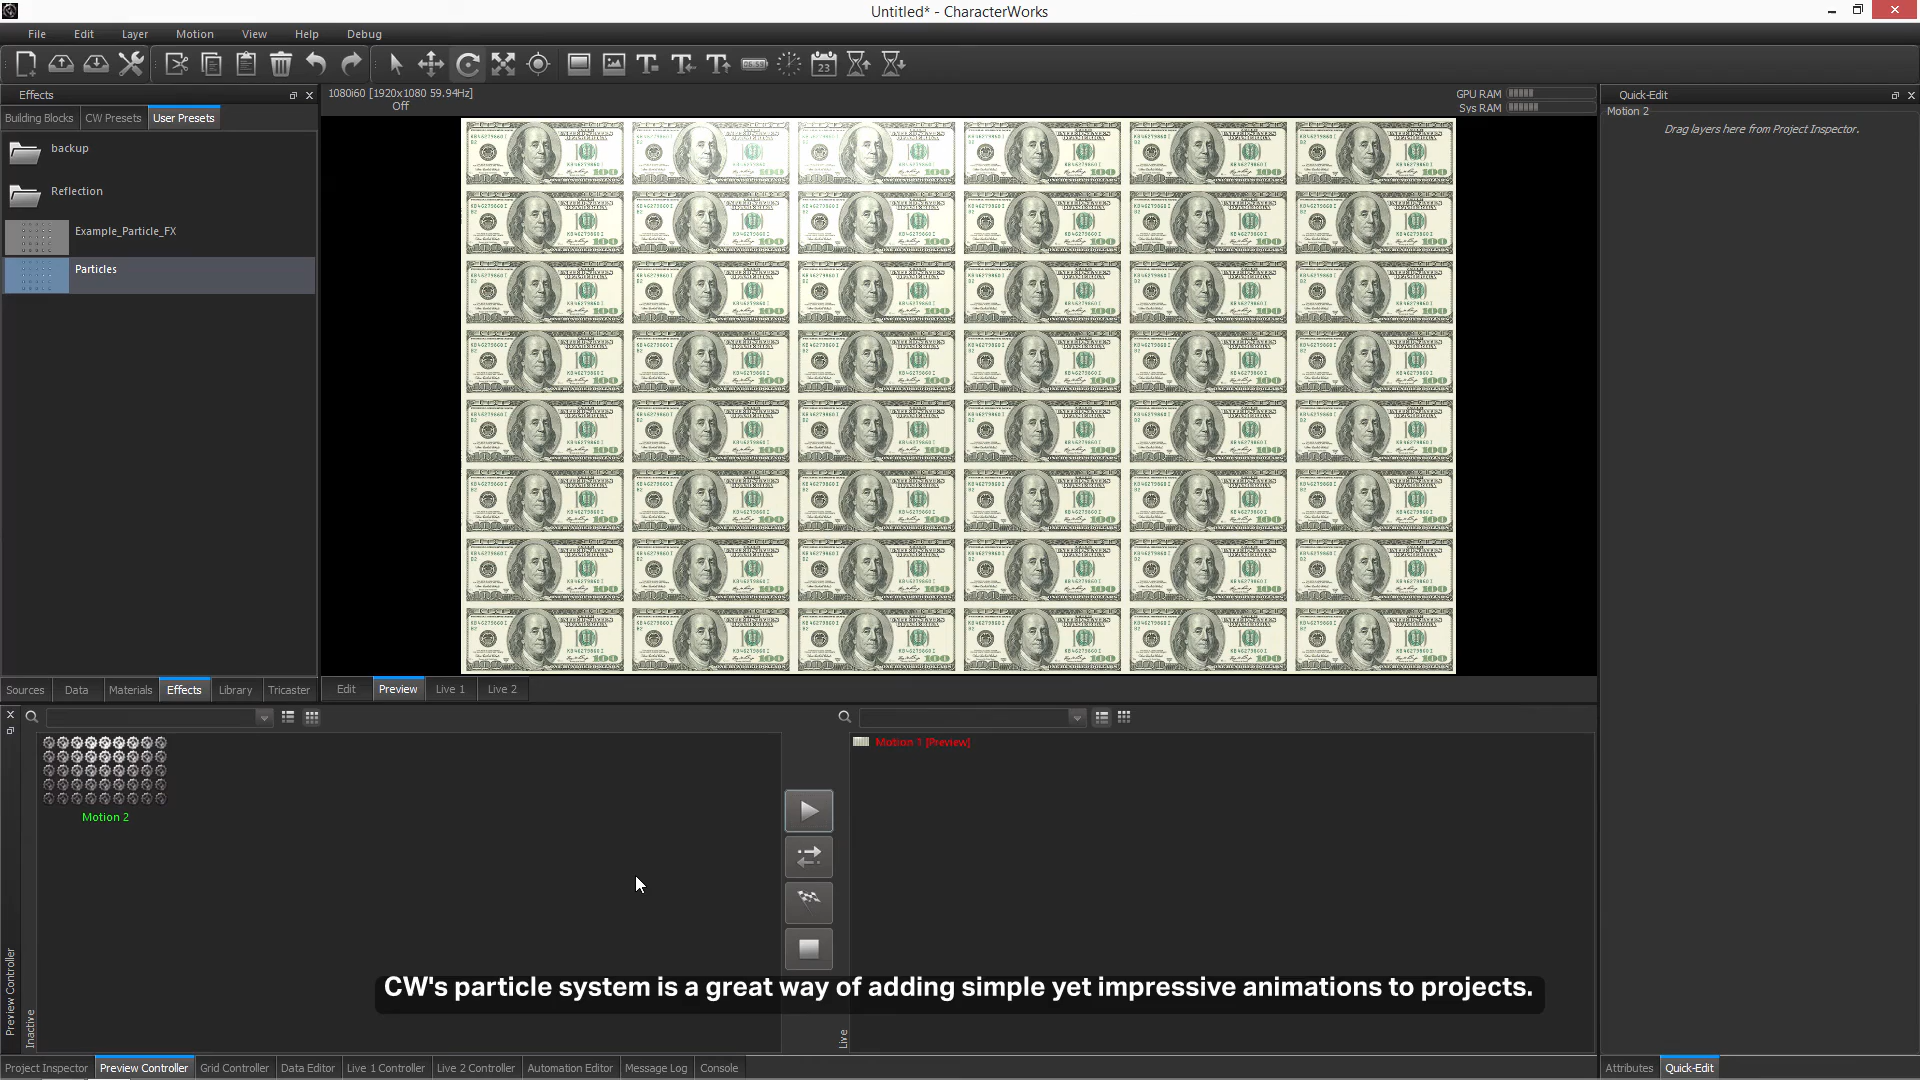 Untitled* - CharacterWorks
File Edit Layer Motion View Help Debug
23
Effects
1080i60 [1920x1080 59.94Hz]
Off
GPU RAM
Sys RAM
Quick-Edit
Motion 2
Drag layers here from Project Inspector.
Building Blocks CW Presets User Presets
backup
Reflection
Example_Particle_FX
Particles
Sources Data Materials Effects Library Tricaster
Edit Preview Live 1 Live 2
Motion 2
Motion 1 [Preview]
Preview Controller
Inactive
Live
CW's particle system is a great way of adding simple yet impressive animations to projects.
Project Inspector Preview Controller Grid Controller Data Editor Live 1 Controller Live 2 Controller Automation Editor Message Log Console
Attributes Quick-Edit